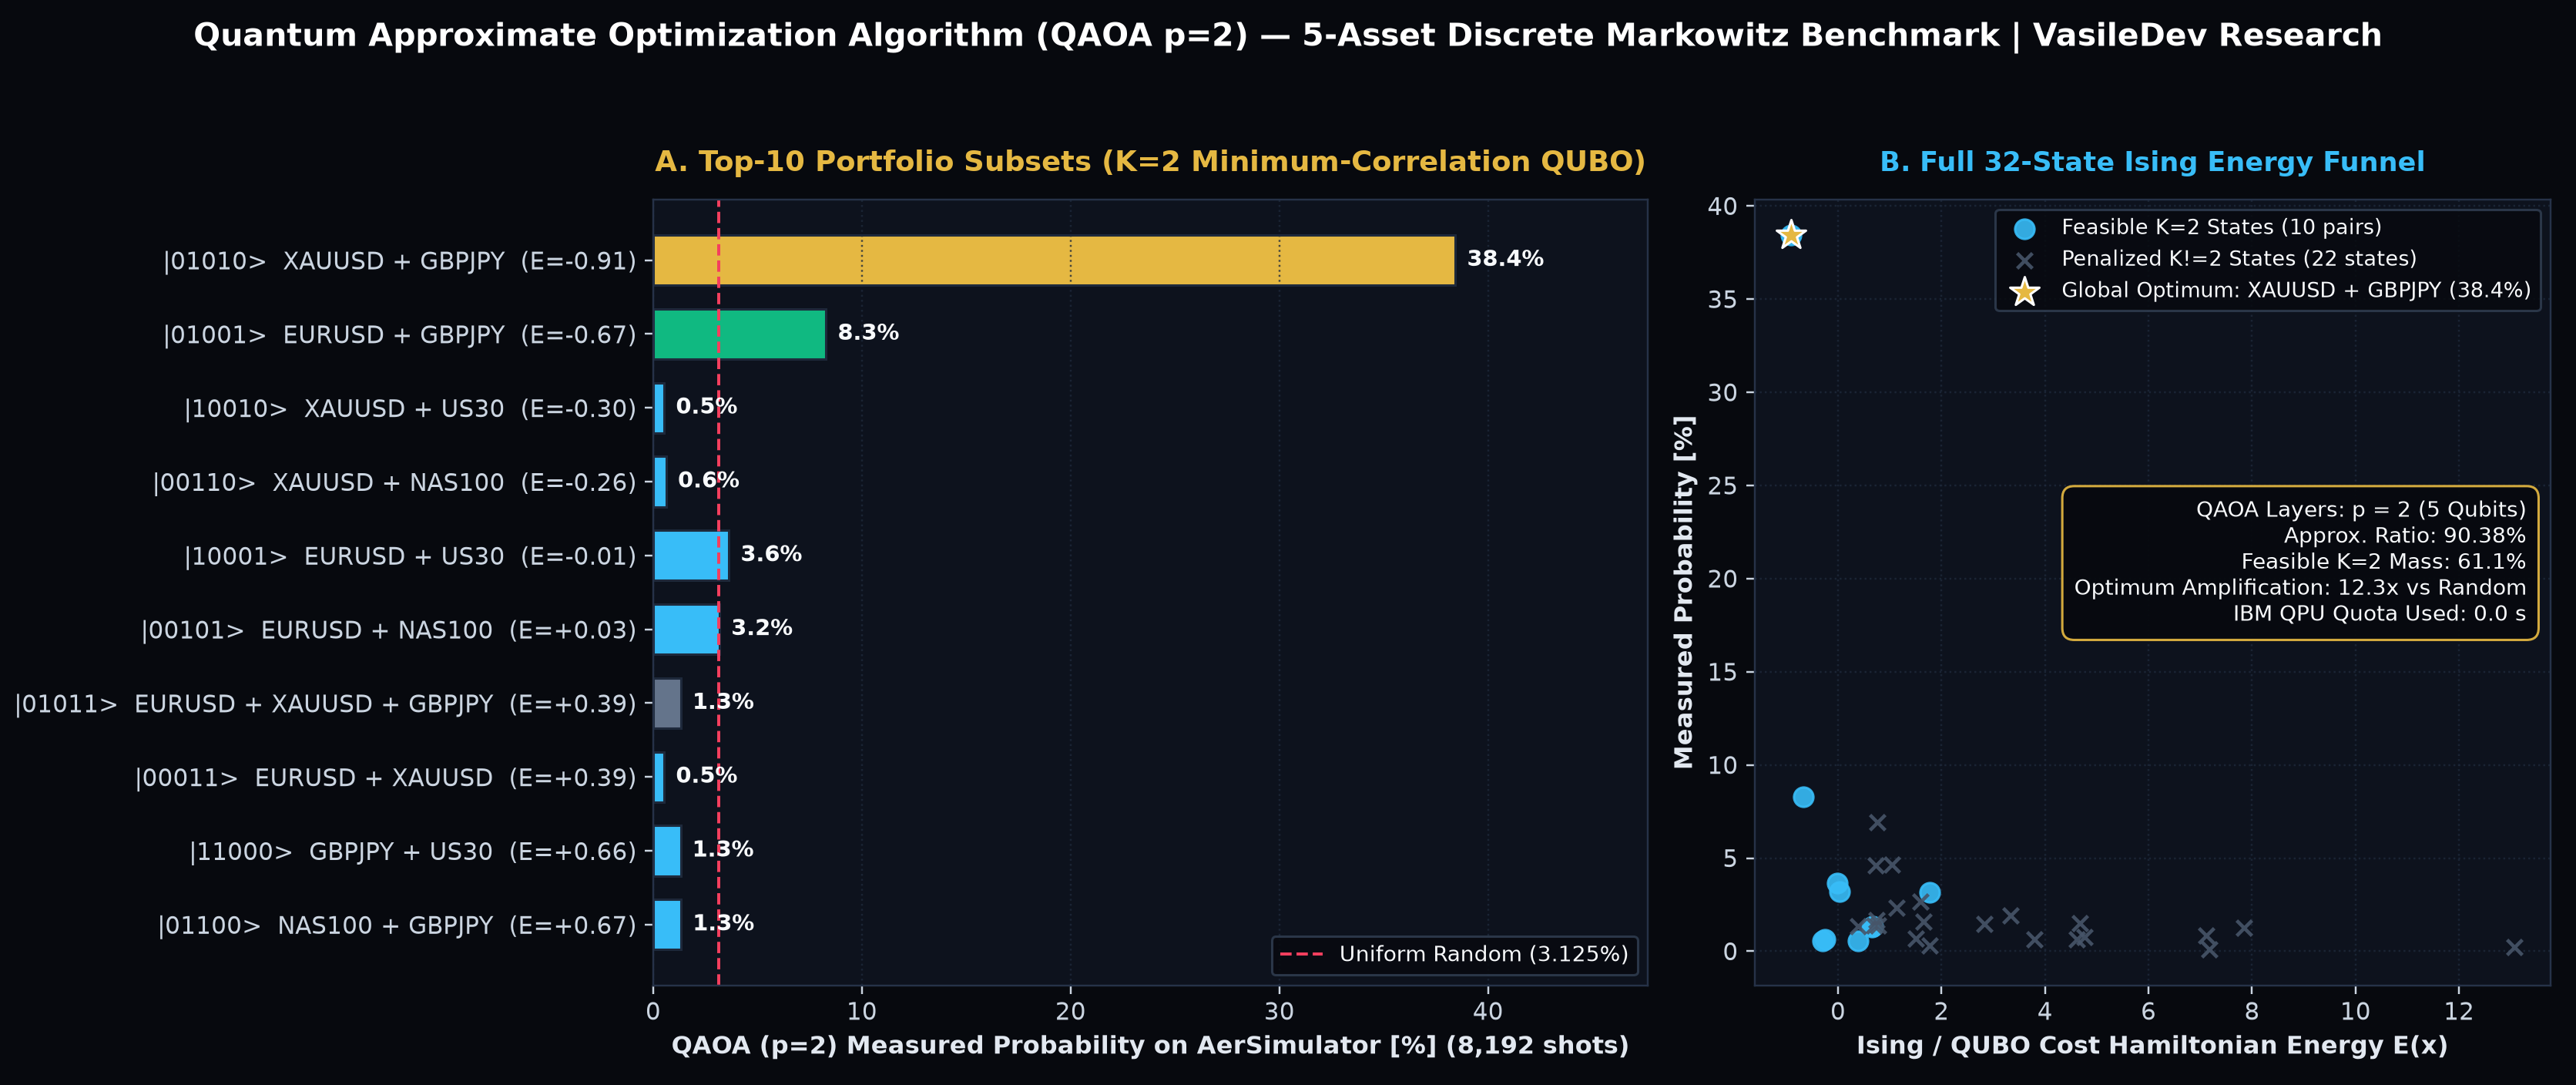 Quantum Approximate Optimization Algorithm (QAOA p=2) — 5-Asset Discrete Markowitz Benchmark | VasileDev Research
A. Top-10 Portfolio Subsets (K=2 Minimum-Correlation QUBO)
|01010> XAUUSD + GBPJPY (E=-0.91)
38.4%
|01001> EURUSD + GBPJPY (E=-0.67)
8.3%
|10010> XAUUSD + US30 (E=-0.30)
0.5%
|00110> XAUUSD + NAS100 (E=-0.26)
0.6%
|10001> EURUSD + US30 (E=-0.01)
3.6%
|00101> EURUSD + NAS100 (E=+0.03)
3.2%
|01011> EURUSD + XAUUSD + GBPJPY (E=+0.39)
1.3%
|00011> EURUSD + XAUUSD (E=+0.39)
0.5%
|11000> GBPJPY + US30 (E=+0.66)
1.3%
|01100> NAS100 + GBPJPY (E=+0.67)
1.3%
Uniform Random (3.125%)
0 10 20 30 40
QAOA (p=2) Measured Probability on AerSimulator [%] (8,192 shots)
B. Full 32-State Ising Energy Funnel
Feasible K=2 States (10 pairs)
Penalized K!=2 States (22 states)
Global Optimum: XAUUSD + GBPJPY (38.4%)
QAOA Layers: p = 2 (5 Qubits)
Approx. Ratio: 90.38%
Feasible K=2 Mass: 61.1%
Optimum Amplification: 12.3x vs Random
IBM QPU Quota Used: 0.0 s
Measured Probability [%]
40
35
30
25
20
15
10
5
0
0 2 4 6 8 10 12
Ising / QUBO Cost Hamiltonian Energy E(x)